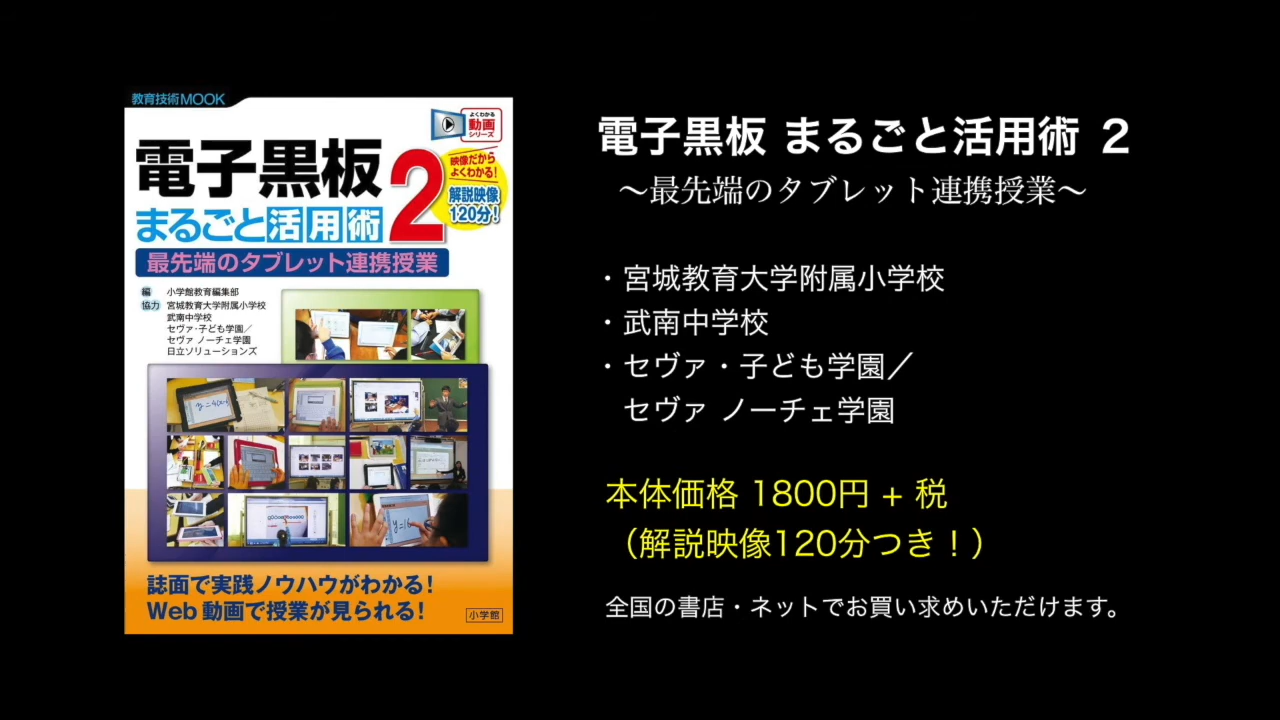 教育技術MOOK
よくわかる
動画
シリーズ
電子黒板
まるごと活用術
2
映像だから
よくわかる!
解説映像
120分!
最先端のタブレット連携授業
編 小学館教育編集部
協力 宮城教育大学附属小学校
武南中学校
セヴァ・子ども学園／
セヴァ ノーチェ学園
日立ソリューションズ
誌面で実践ノウハウがわかる!
Web動画で授業が見られる!
小学館
電子黒板 まるごと活用術 2
〜最先端のタブレット連携授業〜
・宮城教育大学附属小学校
・武南中学校
・セヴァ・子ども学園／
セヴァ ノーチェ学園
本体価格 1800円 + 税
（解説映像120分つき！）
全国の書店・ネットでお買い求めいただけます。